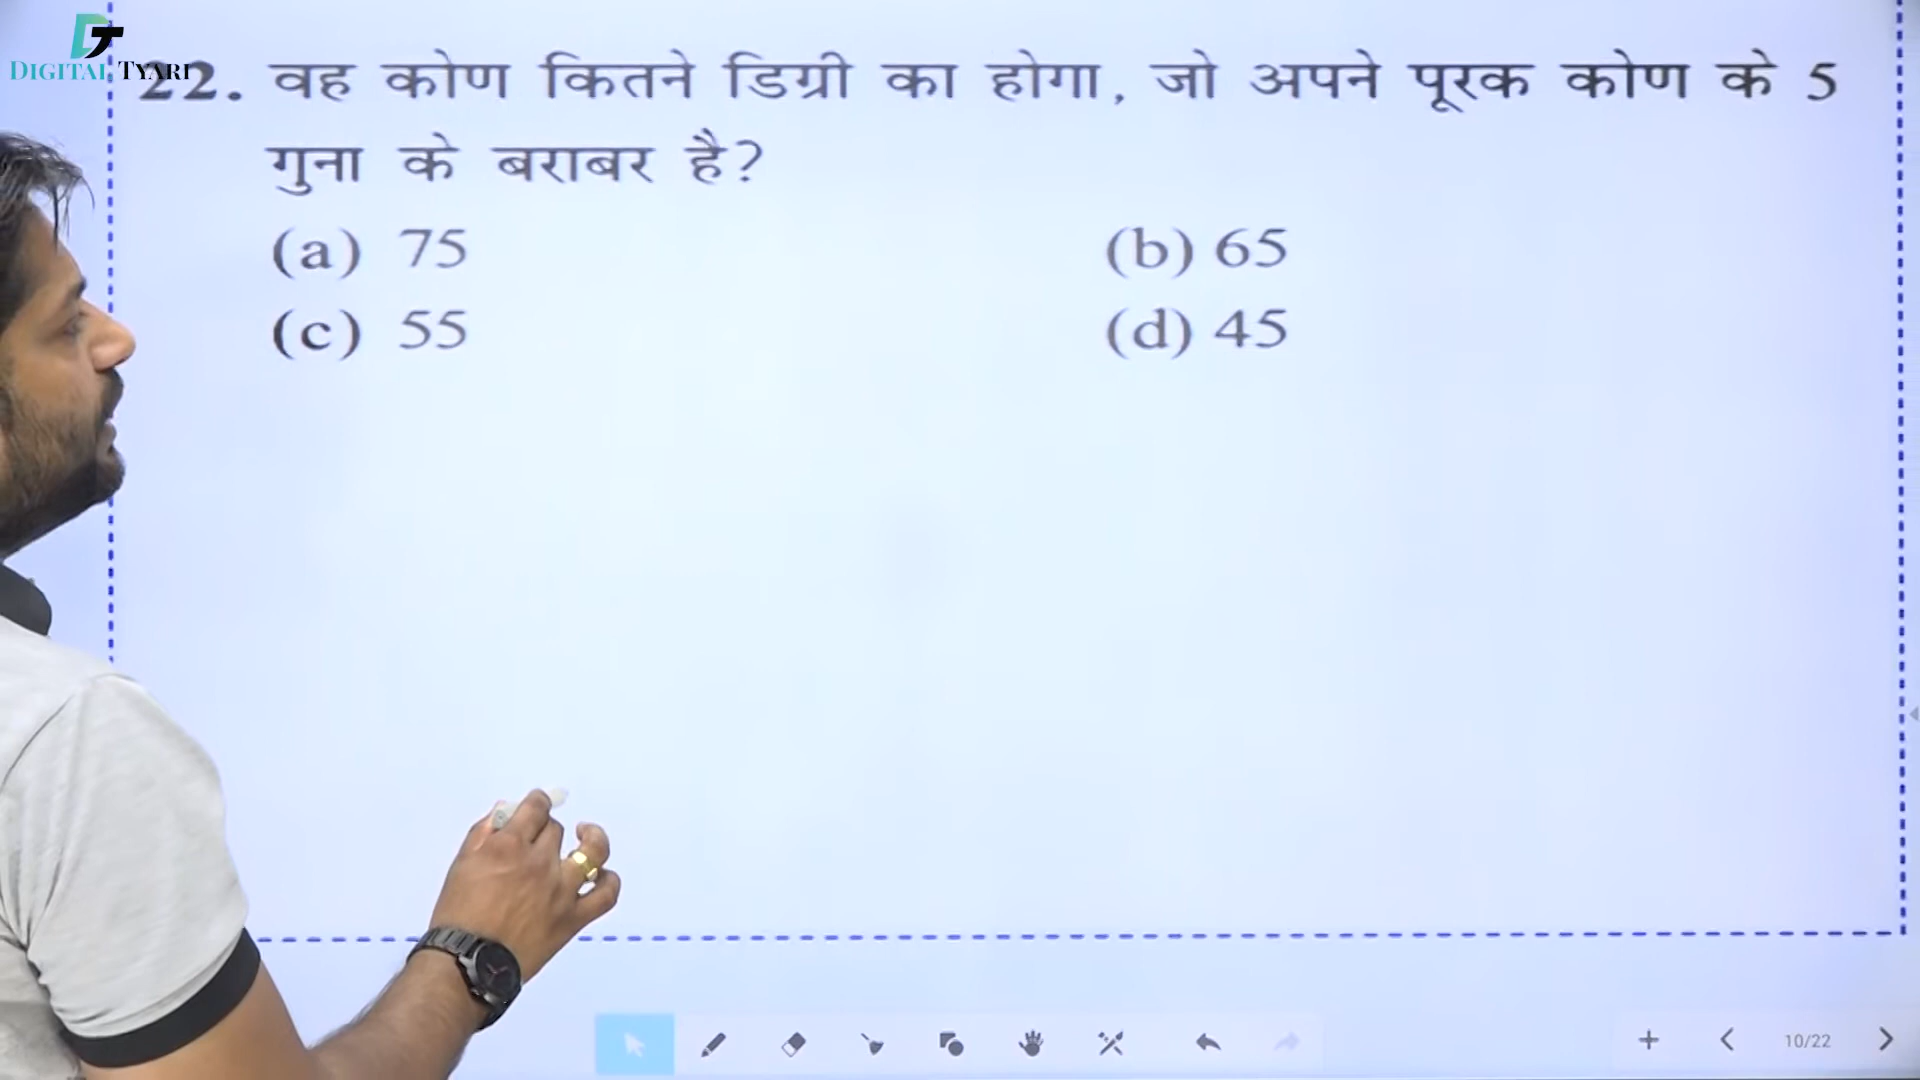 DIGITAL TYARI
22. वह कोण कितने डिग्री का होगा, जो अपने पूरक कोण के 5
गुना के बराबर है?
(a) 75 (b) 65
(c) 55 (d) 45
10/22